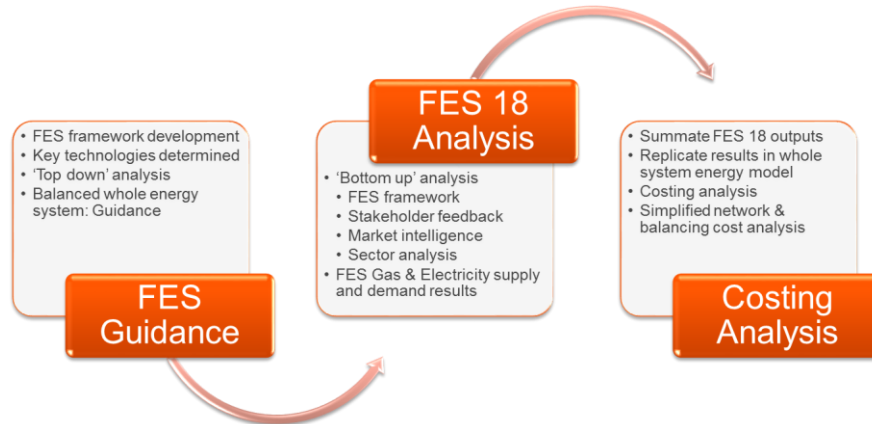 • FES framework development
• Key technologies determined
• ‘Top down’ analysis
• Balanced whole energy
system: Guidance
FES
Guidance
FES 18
Analysis
• ‘Bottom up’ analysis
• FES framework
• Stakeholder feedback
• Market intelligence
• Sector analysis
• FES Gas & Electricity supply
and demand results
• Summate FES 18 outputs
• Replicate results in whole
system energy model
• Costing analysis
• Simplified network &
balancing cost analysis
Costing
Analysis